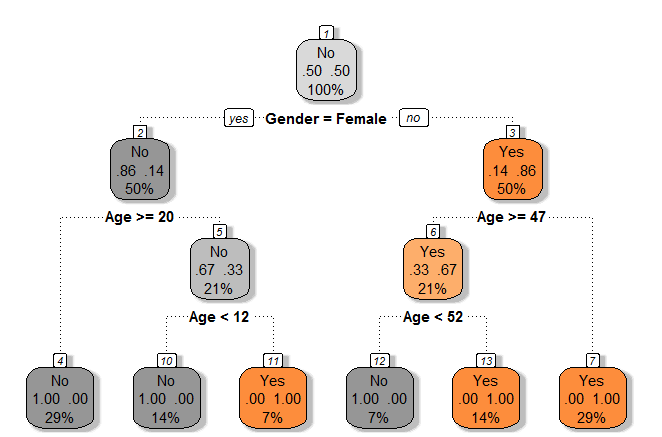 1
No
.50 .50
100%
yes Gender = Female no
2 3
No Yes
.86 .14 .14 .86
50% 50%
Age >= 20 Age >= 47
5 6
No Yes
.67 .33 .33 .67
21% 21%
Age < 12 Age < 52
4 10 11 12 13 7
No No Yes No Yes Yes
1.00 .00 1.00 .00 .00 1.00 1.00 .00 .00 1.00 .00 1.00
29% 14% 7% 7% 14% 29%